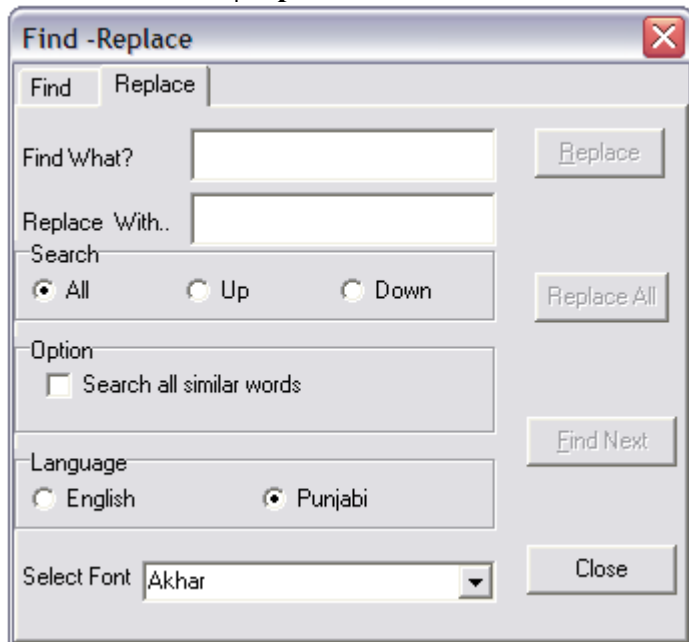 Find -Replace
Find Replace
Find What?
Replace
Replace With..
Search
All Up Down
Replace All
Option
Search all similar words
Find Next
Language
English Punjabi
Select Font Akhar
Close